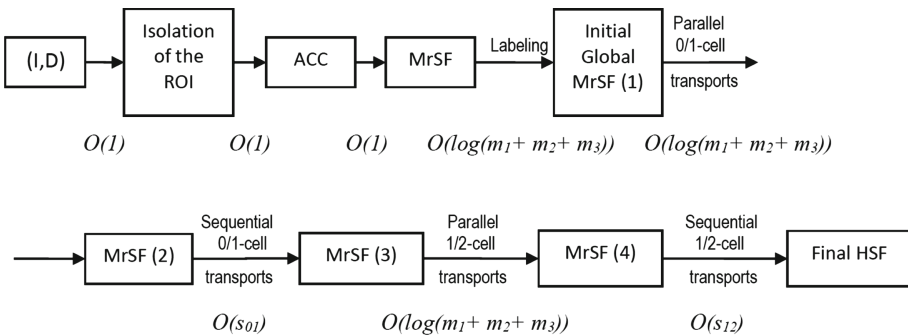 (I,D)
Isolation
of the
ROI
ACC
MrSF
Labeling
Initial
Global
MrSF (1)
Parallel
0/1-cell
transports
O(1)
O(1)
O(1)
O(log(m₁+ m₂+ m₃))
O(log(m₁+ m₂+ m₃))
MrSF (2)
Sequential
0/1-cell
transports
MrSF (3)
Parallel
1/2-cell
transports
MrSF (4)
Sequential
1/2-cell
transports
Final HSF
O(s₀₁)
O(log(m₁+ m₂+ m₃))
O(s₁₂)